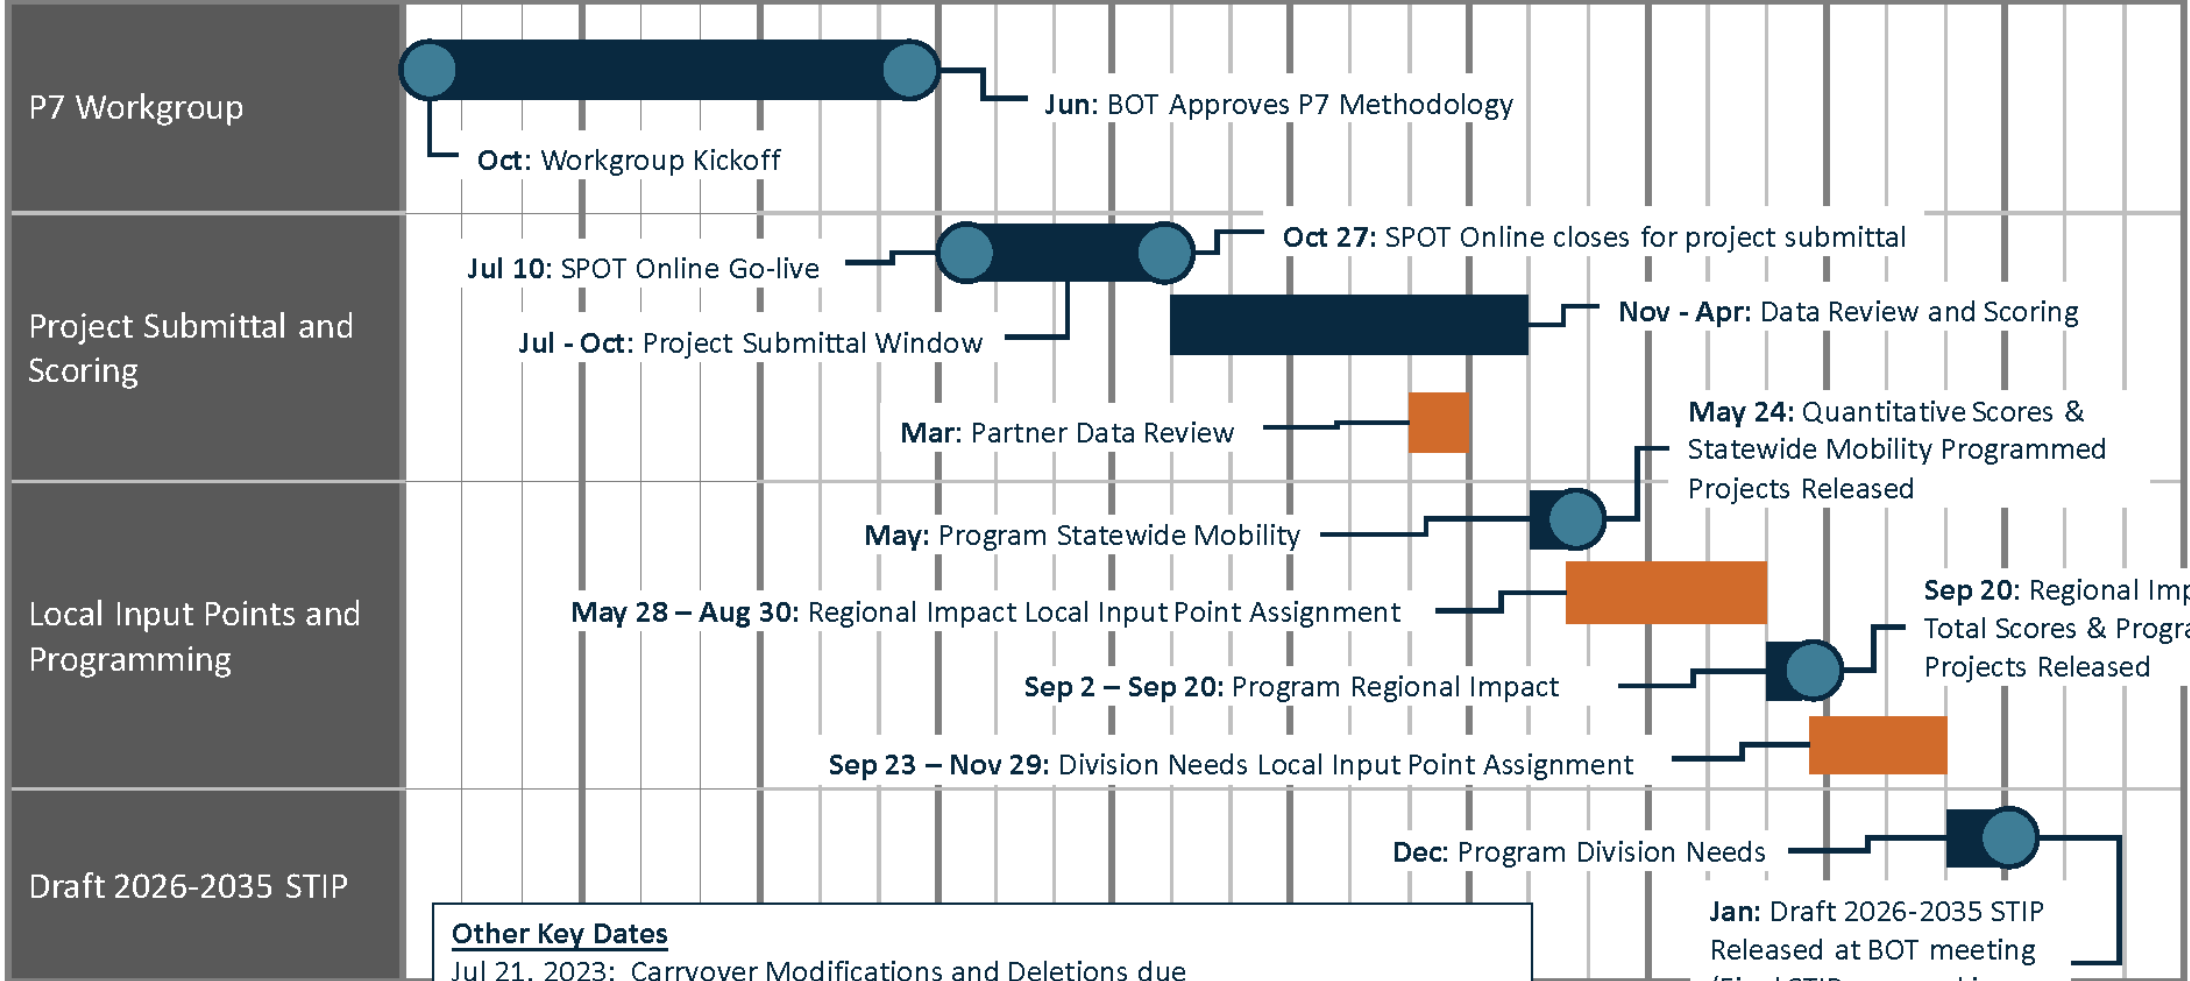 P7 Workgroup
Jun: BOT Approves P7 Methodology
Oct: Workgroup Kickoff
Project Submittal and
Scoring
Oct 27: SPOT Online closes for project submittal
Jul 10: SPOT Online Go-live
Nov - Apr: Data Review and Scoring
Jul - Oct: Project Submittal Window
Mar: Partner Data Review
May 24: Quantitative Scores &
Statewide Mobility Programmed
Projects Released
Local Input Points and
Programming
May: Program Statewide Mobility
May 28 – Aug 30: Regional Impact Local Input Point Assignment
Sep 20: Regional
Total Scores &
Projects Released
Sep 2 – Sep 20: Program Regional Impact
Sep 23 – Nov 29: Division Needs Local Input Point Assignment
Draft 2026-2035 STIP
Dec: Program Division Needs
Jan: Draft 2026-2035 STIP
Released at BOT meeting
Other Key Dates
Jul 21, 2023: Carryover Modifications and Deletions due